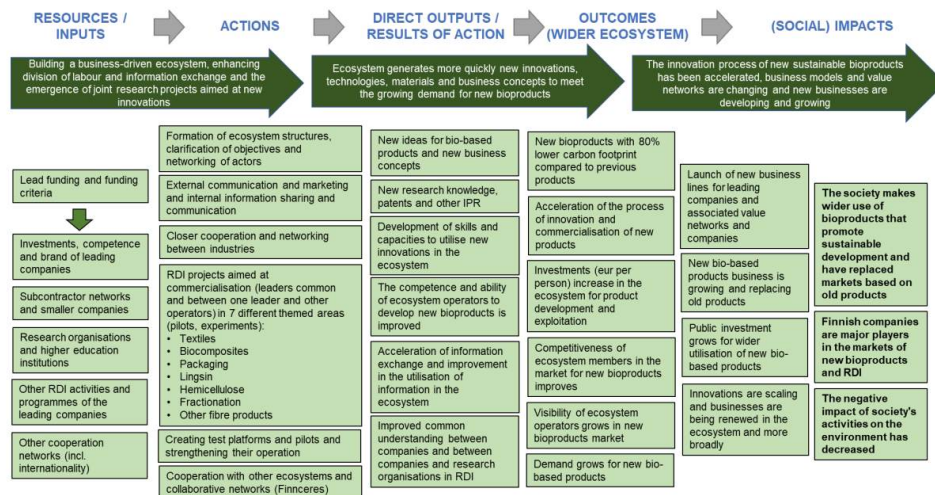 RESOURCES /
INPUTS
ACTIONS
DIRECT OUTPUTS /
RESULTS OF ACTION
OUTCOMES
(WIDER ECOSYSTEM)
(SOCIAL) IMPACTS
Building a business-driven ecosystem, enhancing
division of labour and information exchange and the
emergence of joint research projects aimed at new
innovations
Ecosystem generates more quickly new innovations,
technologies, materials and business concepts to meet
the growing demand for new bioproducts
The innovation process of new sustainable bioproducts
has been accelerated, business models and value
networks are changing and new businesses are
developing and growing
Lead funding and funding
criteria
Investments, competence
and brand of leading
companies
Subcontractor networks
and smaller companies
Research organisations
and higher education
institutions
Other RDI activities and
programmes of the
leading companies
Other cooperation
networks (incl.
internationality)
Formation of ecosystem structures,
clarification of objectives and
networking of actors
External communication and marketing
and internal information sharing and
communication
Closer cooperation and networking
between industries
RDI projects aimed at
commercialisation (leaders common
and between one leader and other
operators) in 7 different themed areas
(pilots, experiments):
• Textiles
• Biocomposites
• Packaging
• Lingsin
• Hemicellulose
• Fractionation
• Other fibre products
Creating test platforms and pilots and
strengthening their operation
Cooperation with other ecosystems and
collaborative networks (Finnceres)
New ideas for bio-based
products and new business
concepts
New research knowledge,
patents and other IPR
Development of skills and
capacities to utilise new
innovations in the
ecosystem
The competence and ability
of ecosystem operators to
develop new bioproducts is
improved
Acceleration of information
exchange and improvement
in the utilisation of
information in the
ecosystem
Improved common
understanding between
companies and between
companies and research
organisations in RDI
New bioproducts with 80%
lower carbon footprint
compared to previous
products
Acceleration of the process
of innovation and
commercialisation of new
products
Investments (eur per
person) increase in the
ecosystem for product
development and
exploitation
Competitiveness of
ecosystem members in the
market for new bioproducts
improves
Visibility of ecosystem
operators grows in new
bioproducts market
Demand grows for new bio-
based products
Launch of new business
lines for leading
companies and
associated value
networks and
companies
New bio-based
products business is
growing and replacing
old products
Public investment
grows for wider
utilisation of new bio-
based products
Innovations are scaling
and businesses are
being renewed in the
ecosystem and more
broadly
The society makes
wider use of
bioproducts that
promote
sustainable
development and
have replaced
markets based on
old products
Finnish companies
are major players
in the markets of
new bioproducts
and RDI
The negative
impact of society's
activities on the
environment has
decreased